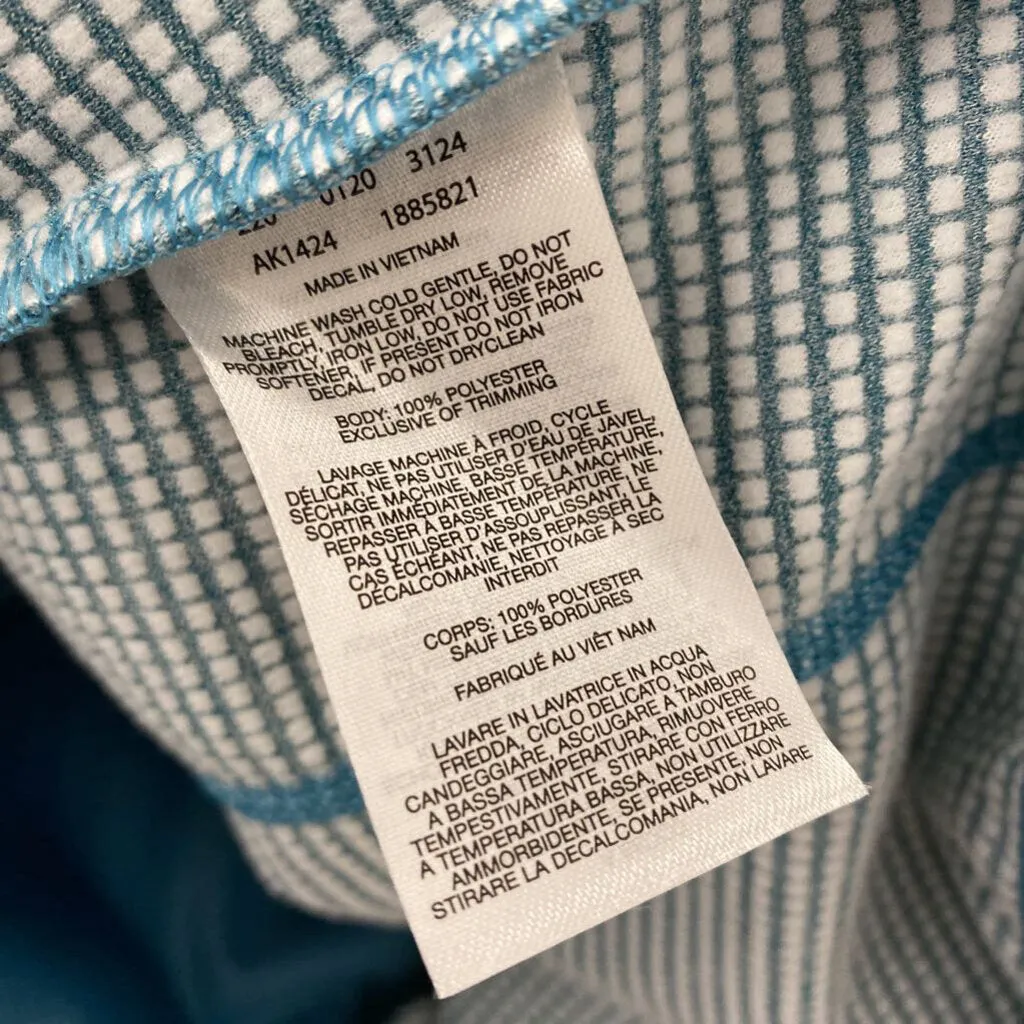 0120 3124
AK1424 1885821
MADE IN VIETNAM
MACHINE WASH COLD GENTLE, DO NOT
BLEACH, TUMBLE DRY LOW, REMOVE
PROMPTLY, IRON LOW, DO NOT USE FABRIC
SOFTENER, IF PRESENT DO NOT IRON
DECAL, DO NOT DRYCLEAN
BODY: 100% POLYESTER
EXCLUSIVE OF TRIMMING
LAVAGE MACHINE À FROID, CYCLE
DÉLICAT, NE PAS UTILISER D'EAU DE JAVEL,
SÉCHAGE MACHINE, BASSE TEMPÉRATURE,
SORTIR IMMÉDIATEMENT DE LA MACHINE,
REPASSER À BASSE TEMPÉRATURE, NE
PAS UTILISER D'ASSOUPLISSANT, LE
CAS ÉCHÉANT, NE PAS REPASSER LA
DÉCALCOMANIE, NETTOYAGE À SEC
INTERDIT
CORPS: 100% POLYESTER
SAUF LES BORDURES
FABRIQUÉ AU VIÊT NAM
LAVARE IN LAVATRICE IN ACQUA
FREDDA, CICLO DELICATO, NON
CANDEGGIARE, ASCIUGARE A TAMBURO
A BASSA TEMPERATURA, RIMUOVERE
TEMPESTIVAMENTE, STIRARE CON FERRO
A TEMPERATURA BASSA, NON UTILIZZARE
AMMORBIDENTE, SE PRESENTE, NON
STIRARE LA DECALCOMANIA, NON LAVARE